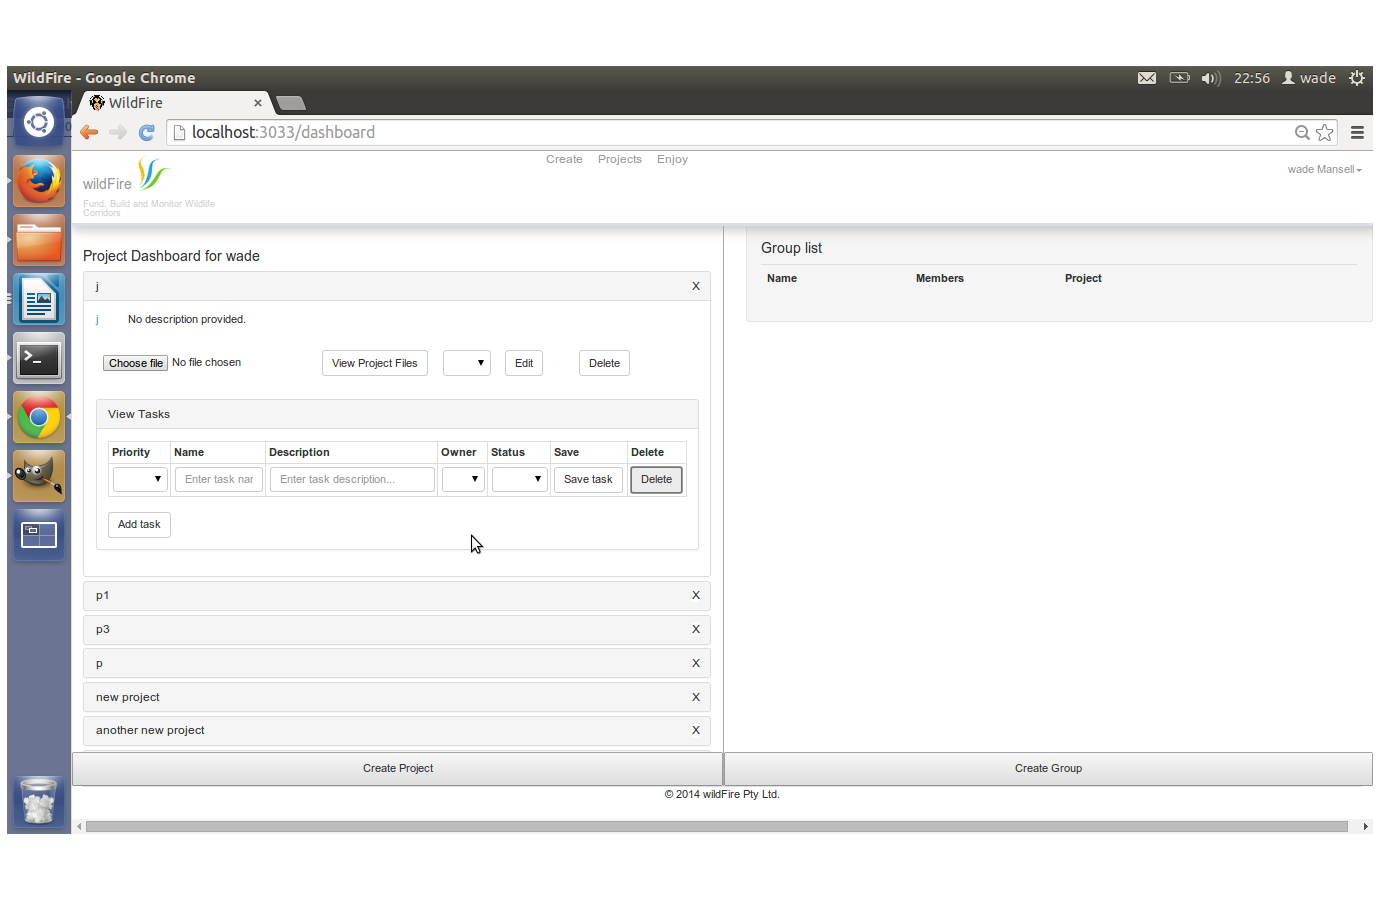 WildFire - Google Chrome
22:56 wade
WildFire ×
localhost:3033/dashboard
Create Projects Enjoy
wade Mansell
wildFire
Fund, Build and Monitor Wildlife
Corridors
Project Dashboard for wade
j X
j No description provided.
Choose file No file chosen View Project Files Edit Delete
View Tasks
Priority Name Description Owner Status Save Delete
Enter task nar Enter task description... Save task Delete
Add task
p1 X
p3 X
p X
new project X
another new project X
Group list
Name Members Project
Create Project Create Group
© 2014 wildFire Pty Ltd.